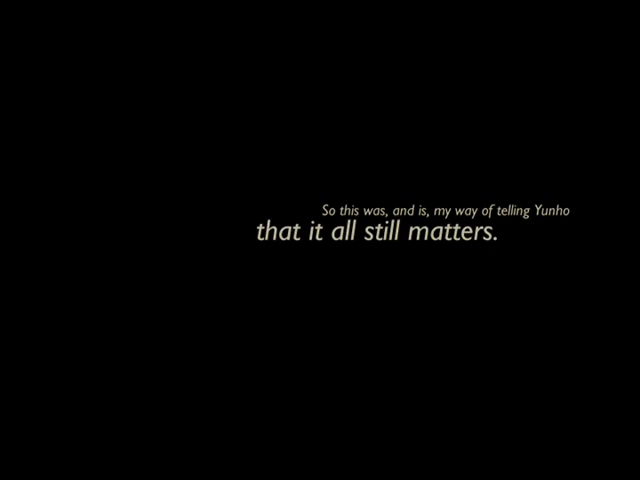 So this was, and is, my way of telling Yunho
that it all still matters.